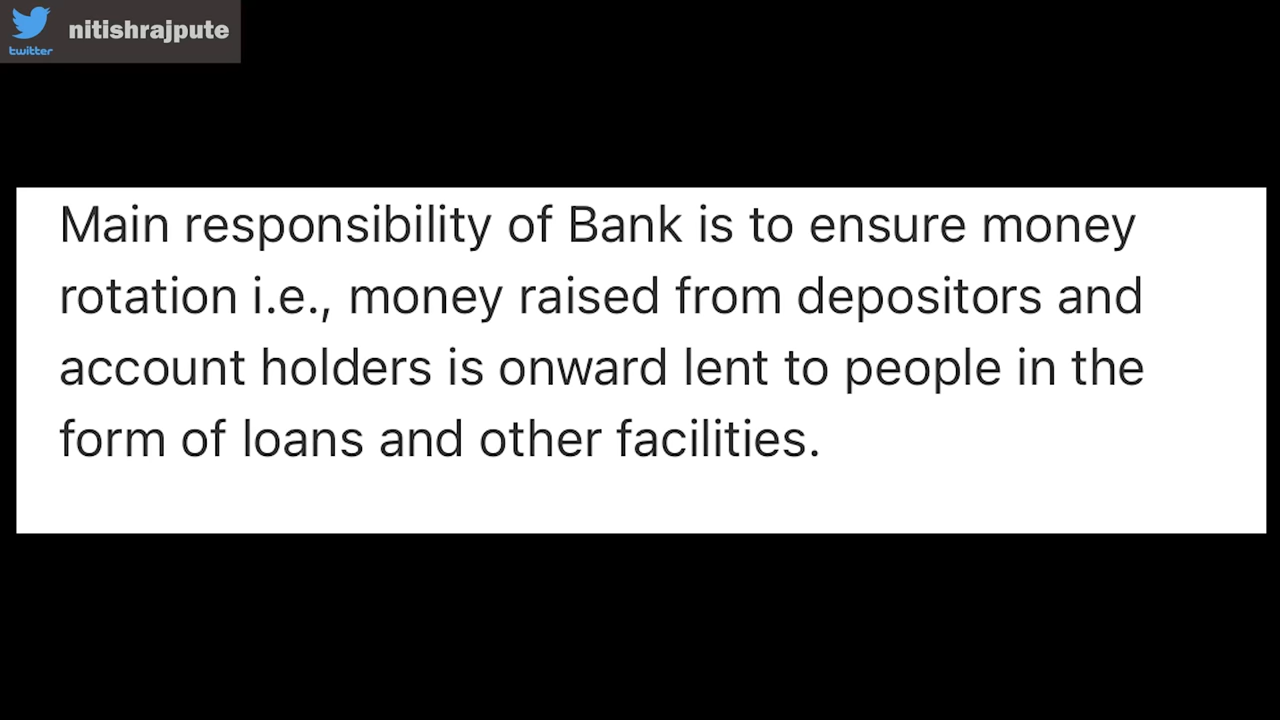 twitter
nitishrajpute
Main responsibility of Bank is to ensure money
rotation i.e., money raised from depositors and
account holders is onward lent to people in the
form of loans and other facilities.